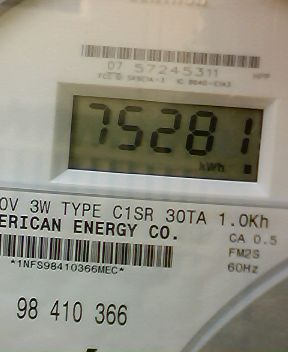 07 57245311
HPP
75281
kWh
0V 3W TYPE C1SR 30TA 1.0Kh
ERICAN ENERGY CO.
CA 0.5
FM2S
60Hz
*1NFS98410366MEC*
98 410 366